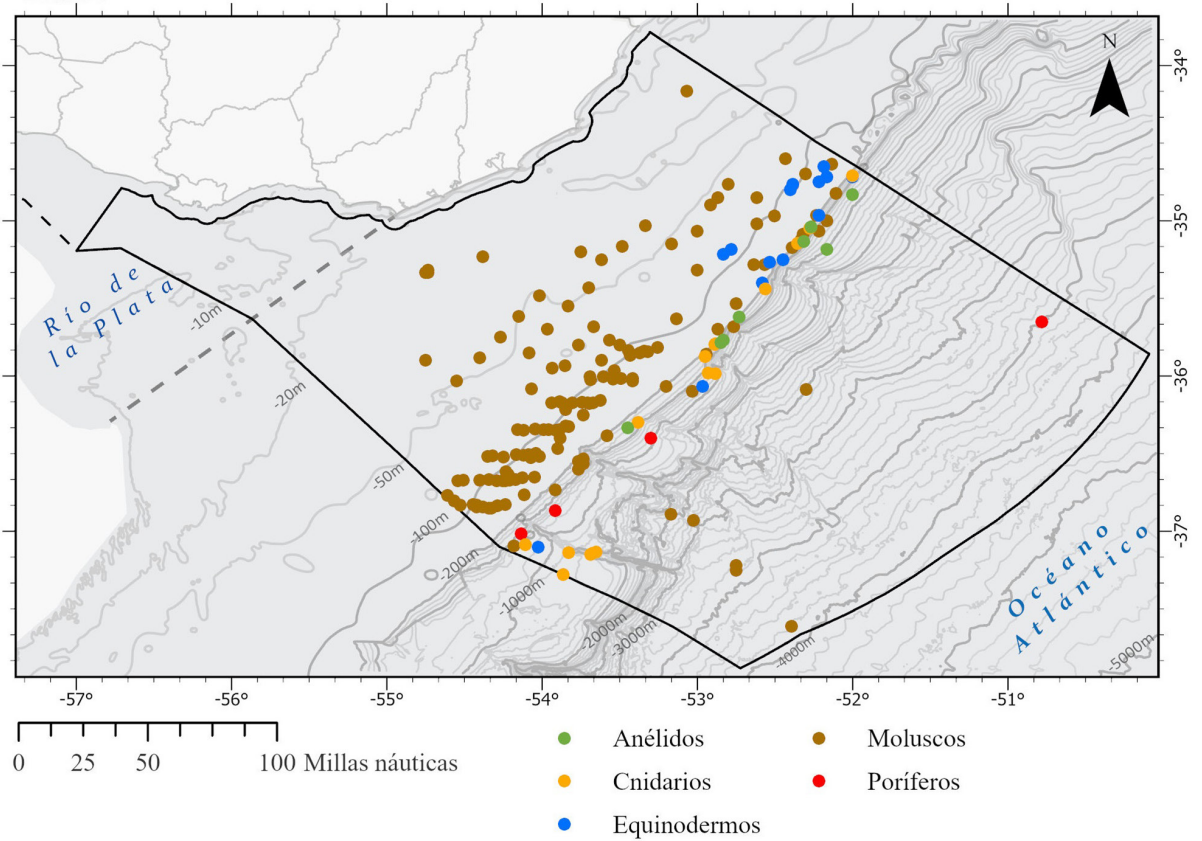 N
-34°
-35°
-36°
-37°
Río de
la Plata
-10m
-20m
-50m
-100m
-200m
-1000m
-2000m
-3000m
-4000m
-5000m
Océano
Atlántico
-57°
-56°
-55°
-54°
-53°
-52°
-51°
0 25 50 100 Millas náuticas
Anélidos
Cnidarios
Equinodermos
Moluscos
Poríferos